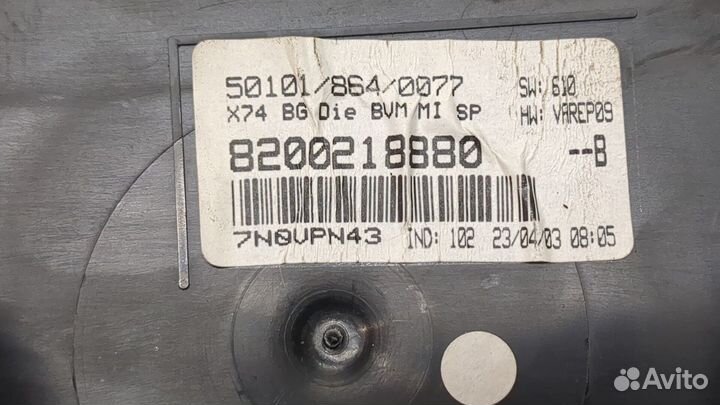 50101/864/0077 SW: 610
X74 BG Die BVM MI SP HW: VAREP09
8200218880 --B
7N0VPN43 IND: 102 23/04/03 08:05
Avito